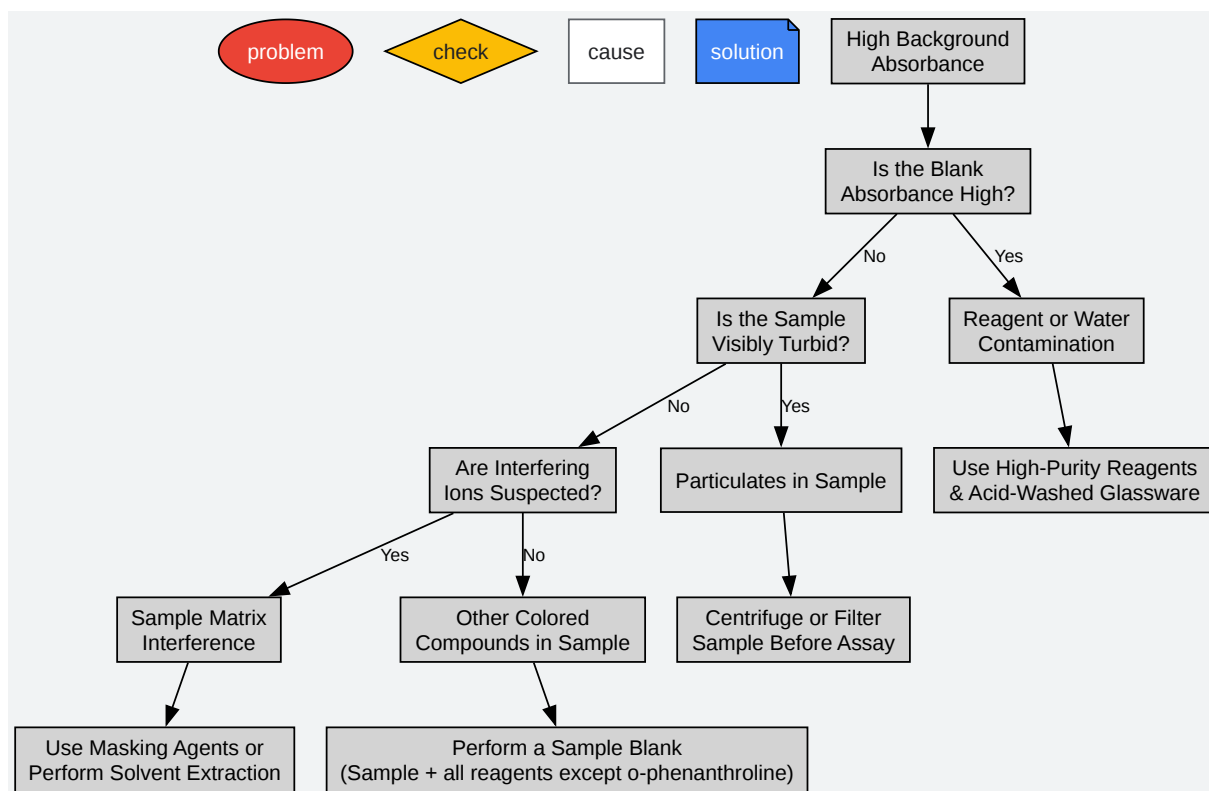 problem
check
cause
solution
High Background
Absorbance
Is the Blank
Absorbance High?
No
Yes
Is the Sample
Visibly Turbid?
Reagent or Water
Contamination
No
Yes
Are Interfering
Ions Suspected?
Particulates in Sample
Use High-Purity Reagents
& Acid-Washed Glassware
Yes
No
Sample Matrix
Interference
Other Colored
Compounds in Sample
Centrifuge or Filter
Sample Before Assay
Use Masking Agents or
Perform Solvent Extraction
Perform a Sample Blank
(Sample + all reagents except o-phenanthroline)